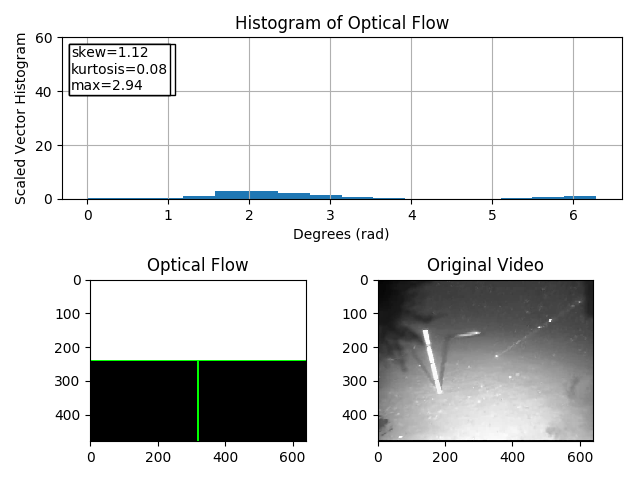 Histogram of Optical Flow
Scaled Vector Histogram
60
40
20
0
skew=1.12
kurtosis=0.08
max=2.94
0 1 2 3 4 5 6
Degrees (rad)
Optical Flow
0
100
200
300
400
0 200 400 600
Original Video
0
100
200
300
400
0 200 400 600